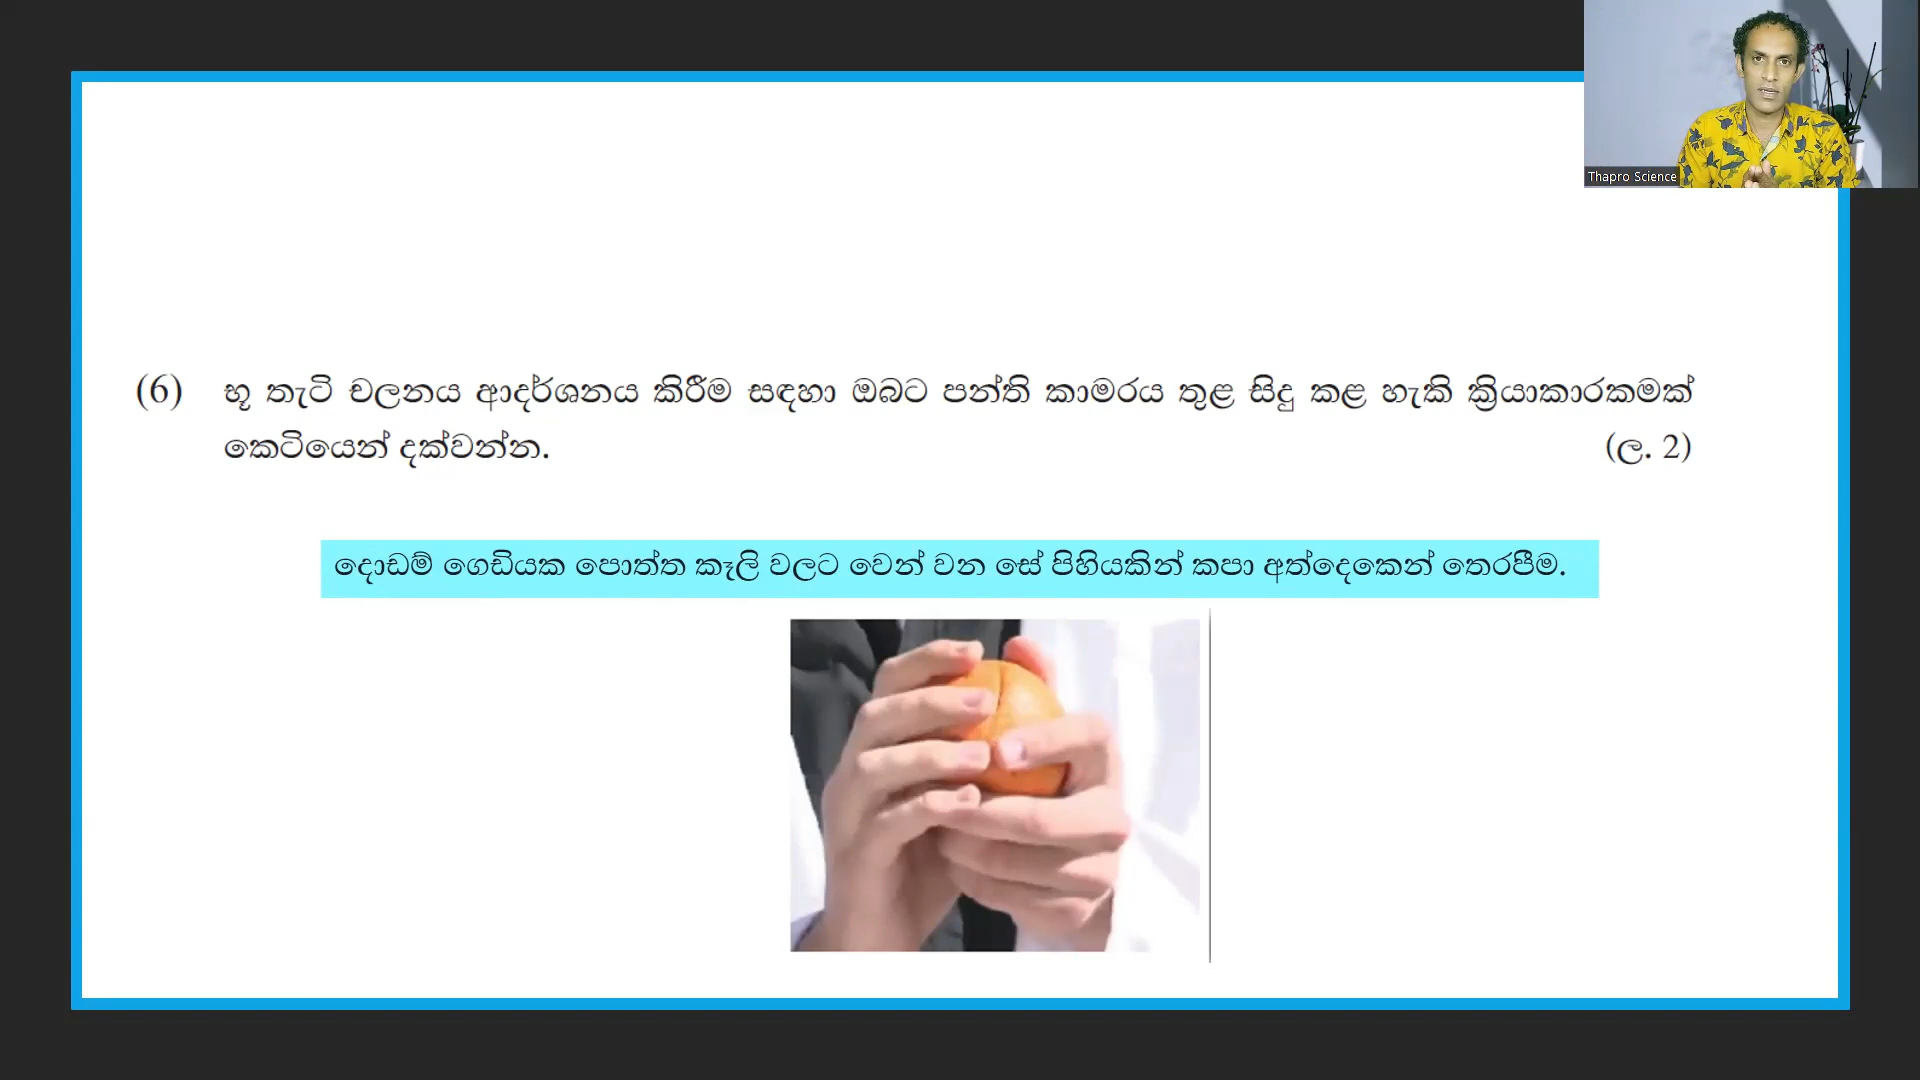 Thapro Science
(6) භූ තැටි චලනය ආදර්ශනය කිරීම සඳහා ඔබට පන්ති කාමරය තුළ සිදු කළ හැකි ක්‍රියාකාරකමක්
කෙටියෙන් දක්වන්න. (ල. 2)
දොඩම් ගෙඩියක පොත්ත කෑලි වලට වෙන් වන සේ පිහියකින් කපා අත්දෙකෙන් තෙරපීම.